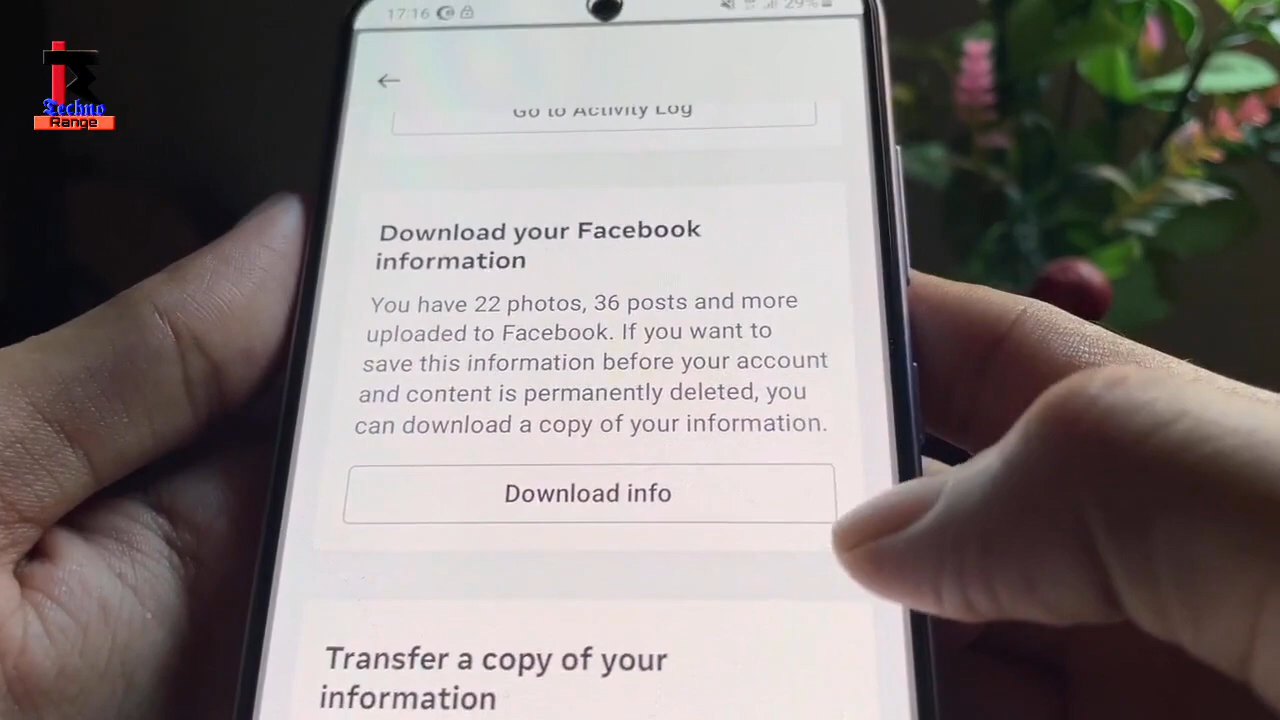 17:16
29%
Techno
Range
Go to Activity Log
Download your Facebook
information
You have 22 photos, 36 posts and more
uploaded to Facebook. If you want to
save this information before your account
and content is permanently deleted, you
can download a copy of your information.
Download info
Transfer a copy of your
information